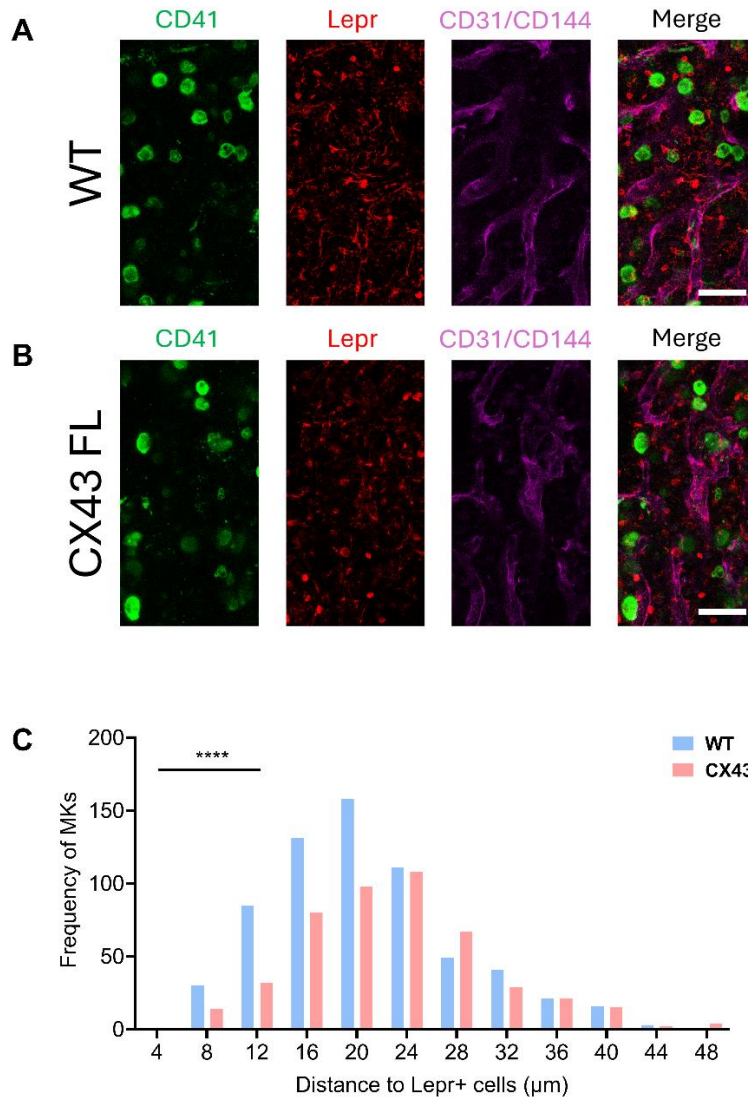 A
CD41 Lepr CD31/CD144 Merge
WT
B
CD41 Lepr CD31/CD144 Merge
CX43 FL
C
200
150
100
50
0
Frequency of MKs
****
WT
CX43
4 8 12 16 20 24 28 32 36 40 44 48
Distance to Lepr+ cells (μm)